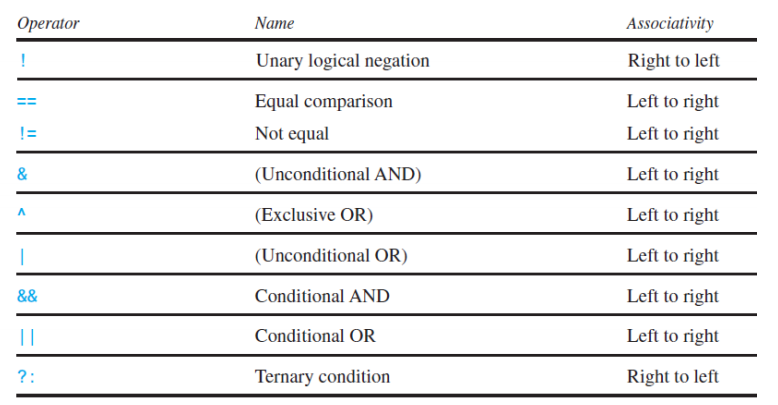 Operator Name Associativity
! Unary logical negation Right to left
== Equal comparison Left to right
!= Not equal Left to right
& (Unconditional AND) Left to right
^ (Exclusive OR) Left to right
| (Unconditional OR) Left to right
&& Conditional AND Left to right
|| Conditional OR Left to right
?: Ternary condition Right to left